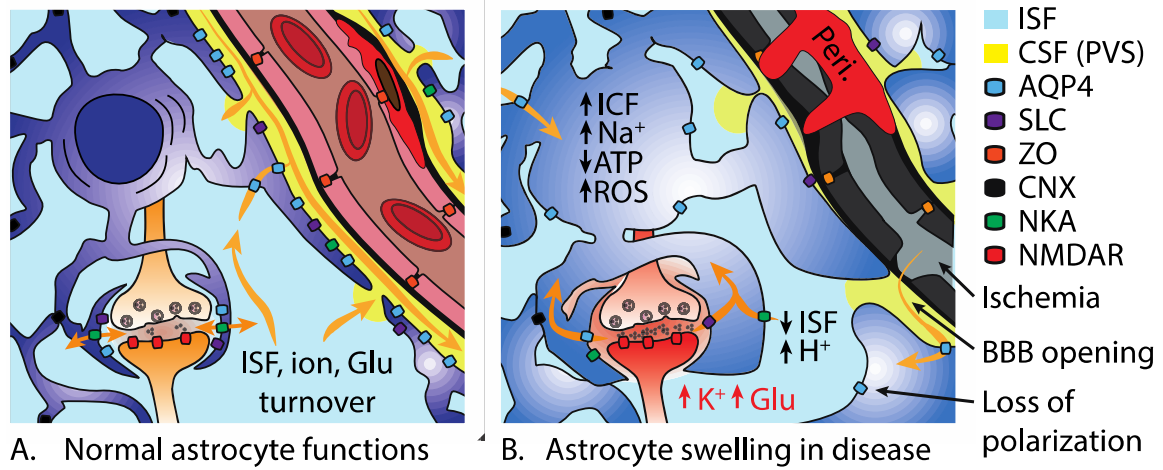 ISF, ion, Glu
turnover
A. Normal astrocyte functions
Peri.
↑ICF
↑Na⁺
↓ATP
↑ROS
↓ISF
↑H⁺
↑K⁺↑Glu
B. Astrocyte swelling in disease
ISF
CSF (PVS)
AQP4
SLC
ZO
CNX
NKA
NMDAR
Ischemia
BBB opening
Loss of
polarization